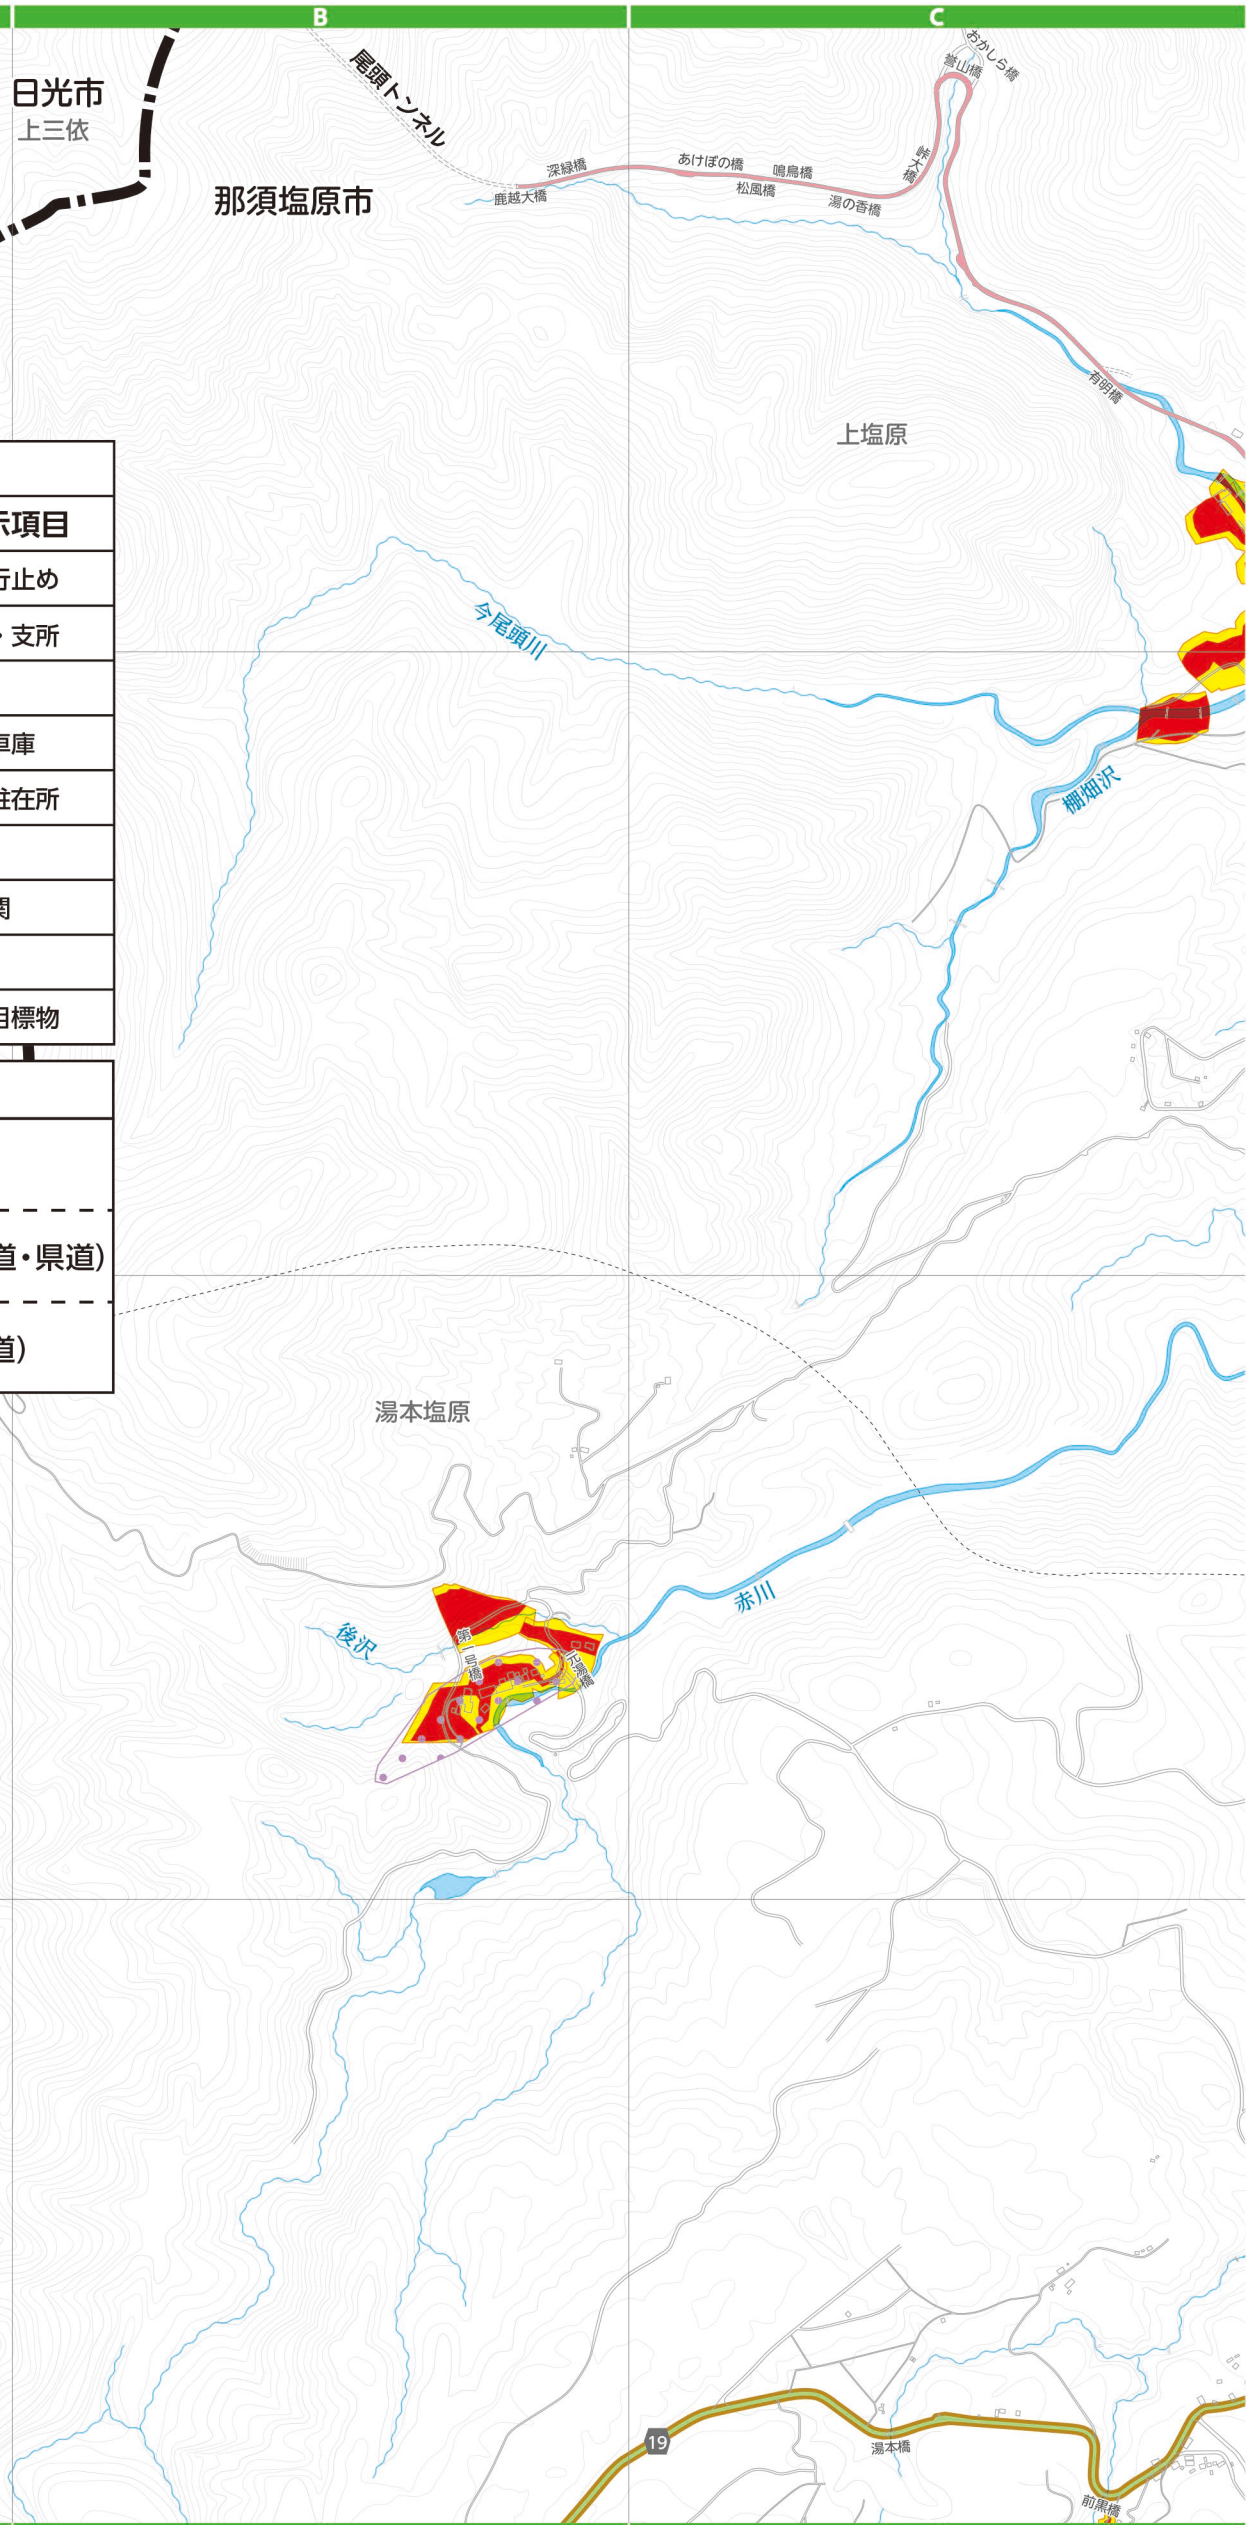 B
C
おかしら橋
誉山橋
日光市
上三依
尾頭トンネル
峠大橋
深緑橋
あけぼの橋
鳴鳥橋
鹿越大橋
松風橋
湯の香橋
那須塩原市
有明橋
上塩原
示項目
行止め
・支所
今尾頭川
車庫
駐在所
棚畑沢
関
目標物
道・県道)
道)
湯本塩原
赤川
後沢
第一号橋
元湯橋
19
湯本橋
前黒橋